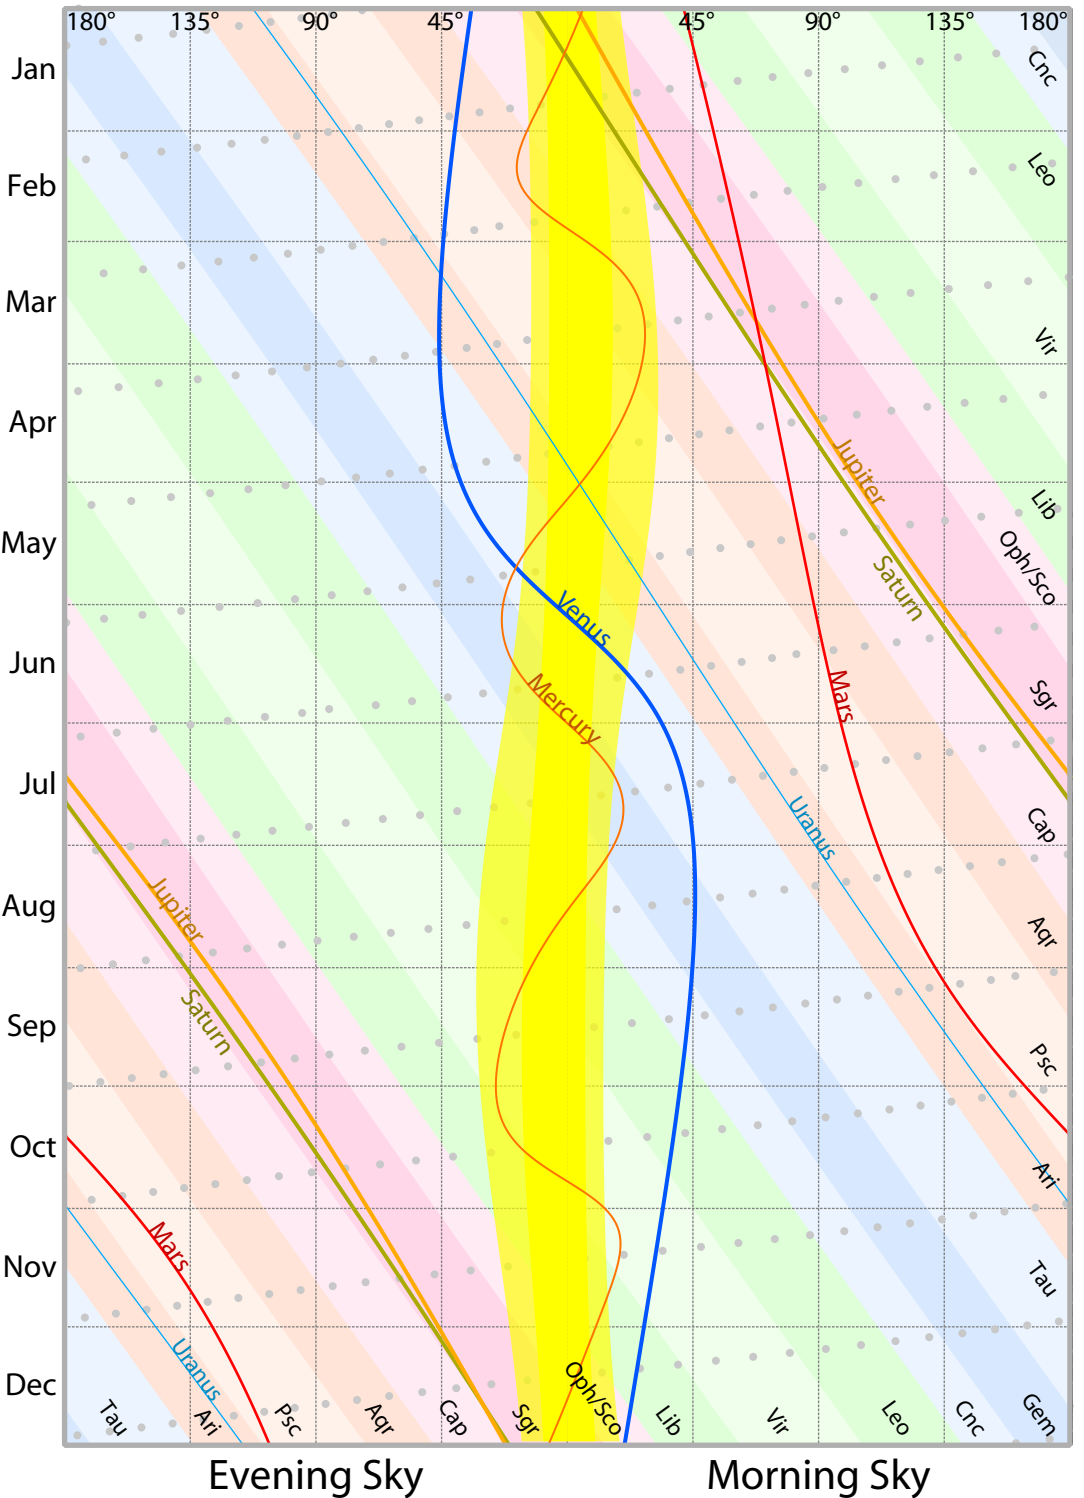 180° 135° 90° 45° 45° 90° 135° 180°
Jan
Cnc
Feb
Leo
Mar
Vir
Apr
Jupiter
Lib
May
Saturn
Oph/Sco
Venus
Jun
Mercury
Mars
Sgr
Jul
Uranus
Cap
Jupiter
Aug
Aqr
Saturn
Sep
Psc
Oct
Ari
Mars
Nov
Tau
Uranus
Dec
Tau Ari Psc Aqr Cap Sgr Oph/Sco Lib Vir Leo Cnc Gem
Evening Sky Morning Sky